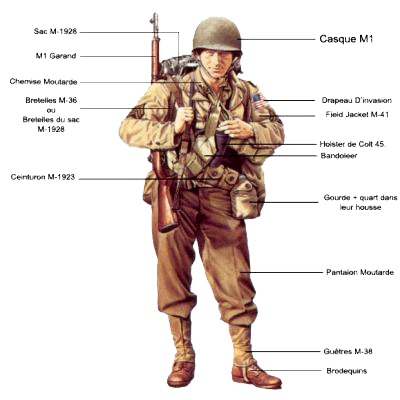 Sac M-1928
M1 Garand
Chemise Moutarde
Bretelles M-36
ou
Bretelles du sac
M-1928
Ceinturon M-1923
Casque M1
Drapeau D'invasion
Field Jacket M-41
Holster de Colt 45.
Bandoleer
Gourde + quart dans
leur housse
Pantalon Moutarde
Guêtres M-38
Brodequins